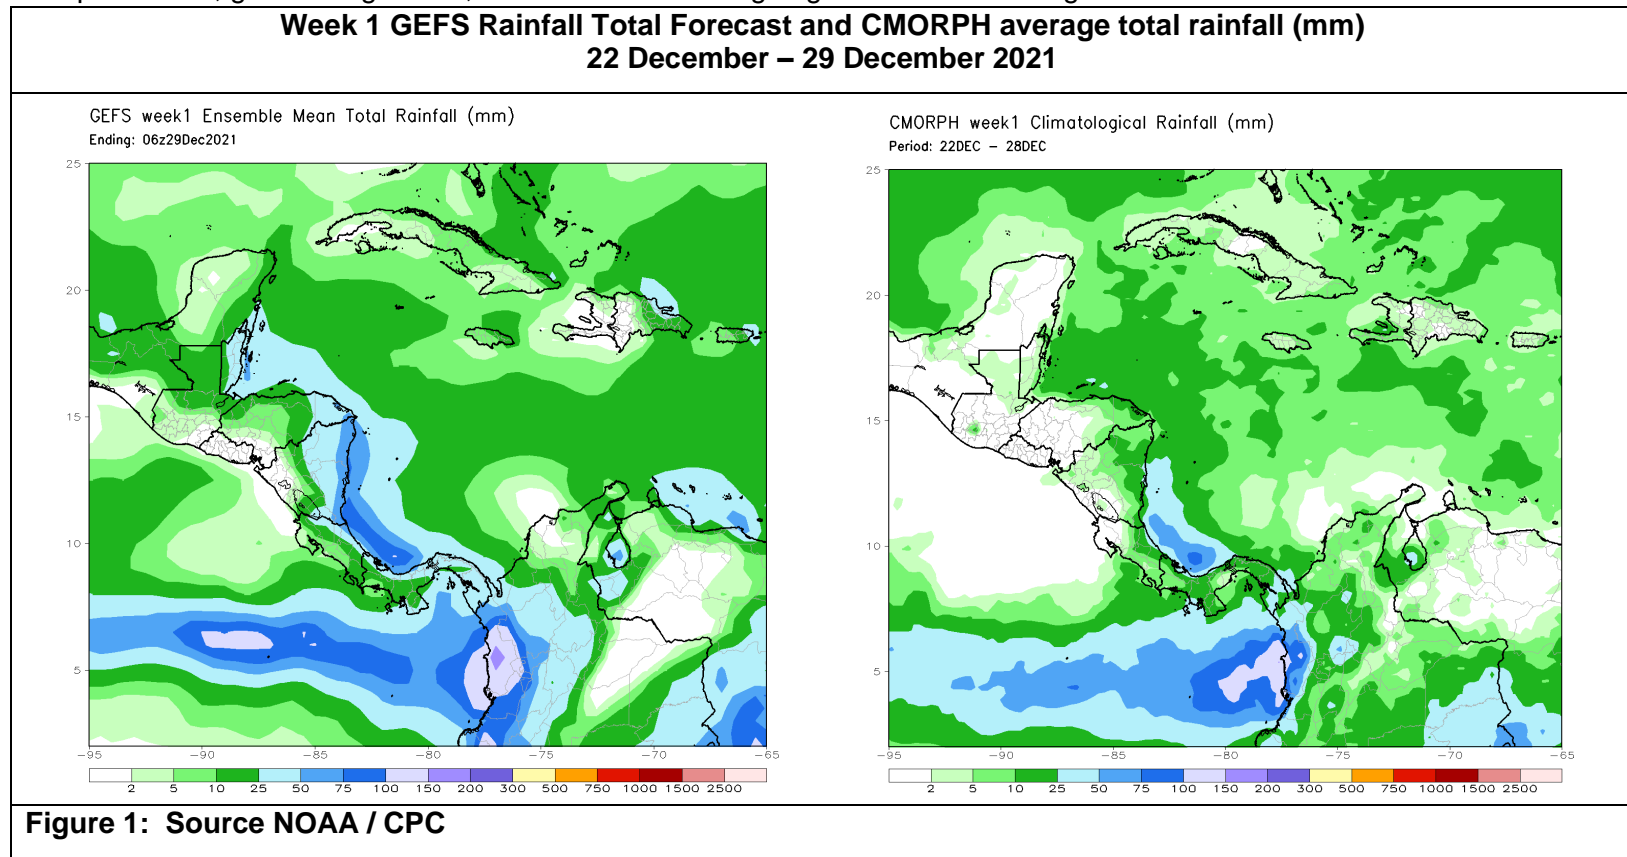 Week 1 GEFS Rainfall Total Forecast and CMORPH average total rainfall (mm)
22 December – 29 December 2021
GEFS week1 Ensemble Mean Total Rainfall (mm)
Ending: 06z29Dec2021
25
20
15
10
5
-95 -90 -85 -80 -75 -70 -65
2 5 10 25 50 75 100 150 200 300 500 750 1000 1500 2500
CMORPH week1 Climatological Rainfall (mm)
Period: 22DEC – 28DEC
25
20
15
10
5
-95 -90 -85 -80 -75 -70 -65
2 5 10 25 50 75 100 150 200 300 500 750 1000 1500 2500
Figure 1: Source NOAA / CPC